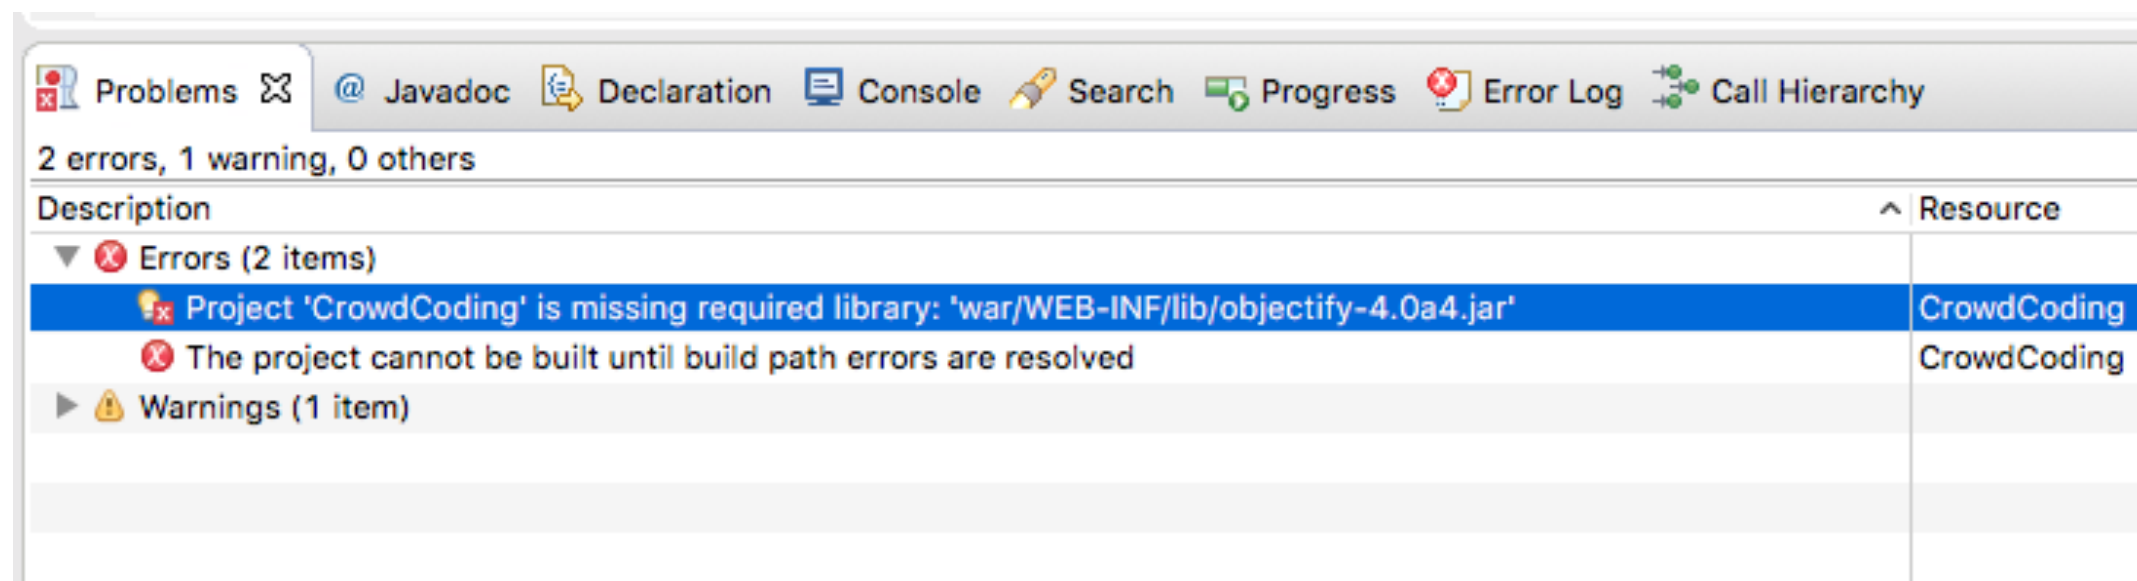 Problems @ Javadoc Declaration Console Search Progress Error Log Call Hierarchy
2 errors, 1 warning, 0 others
Description Resource
Errors (2 items)
Project 'CrowdCoding' is missing required library: 'war/WEB-INF/lib/objectify-4.0a4.jar' CrowdCoding
The project cannot be built until build path errors are resolved CrowdCoding
Warnings (1 item)